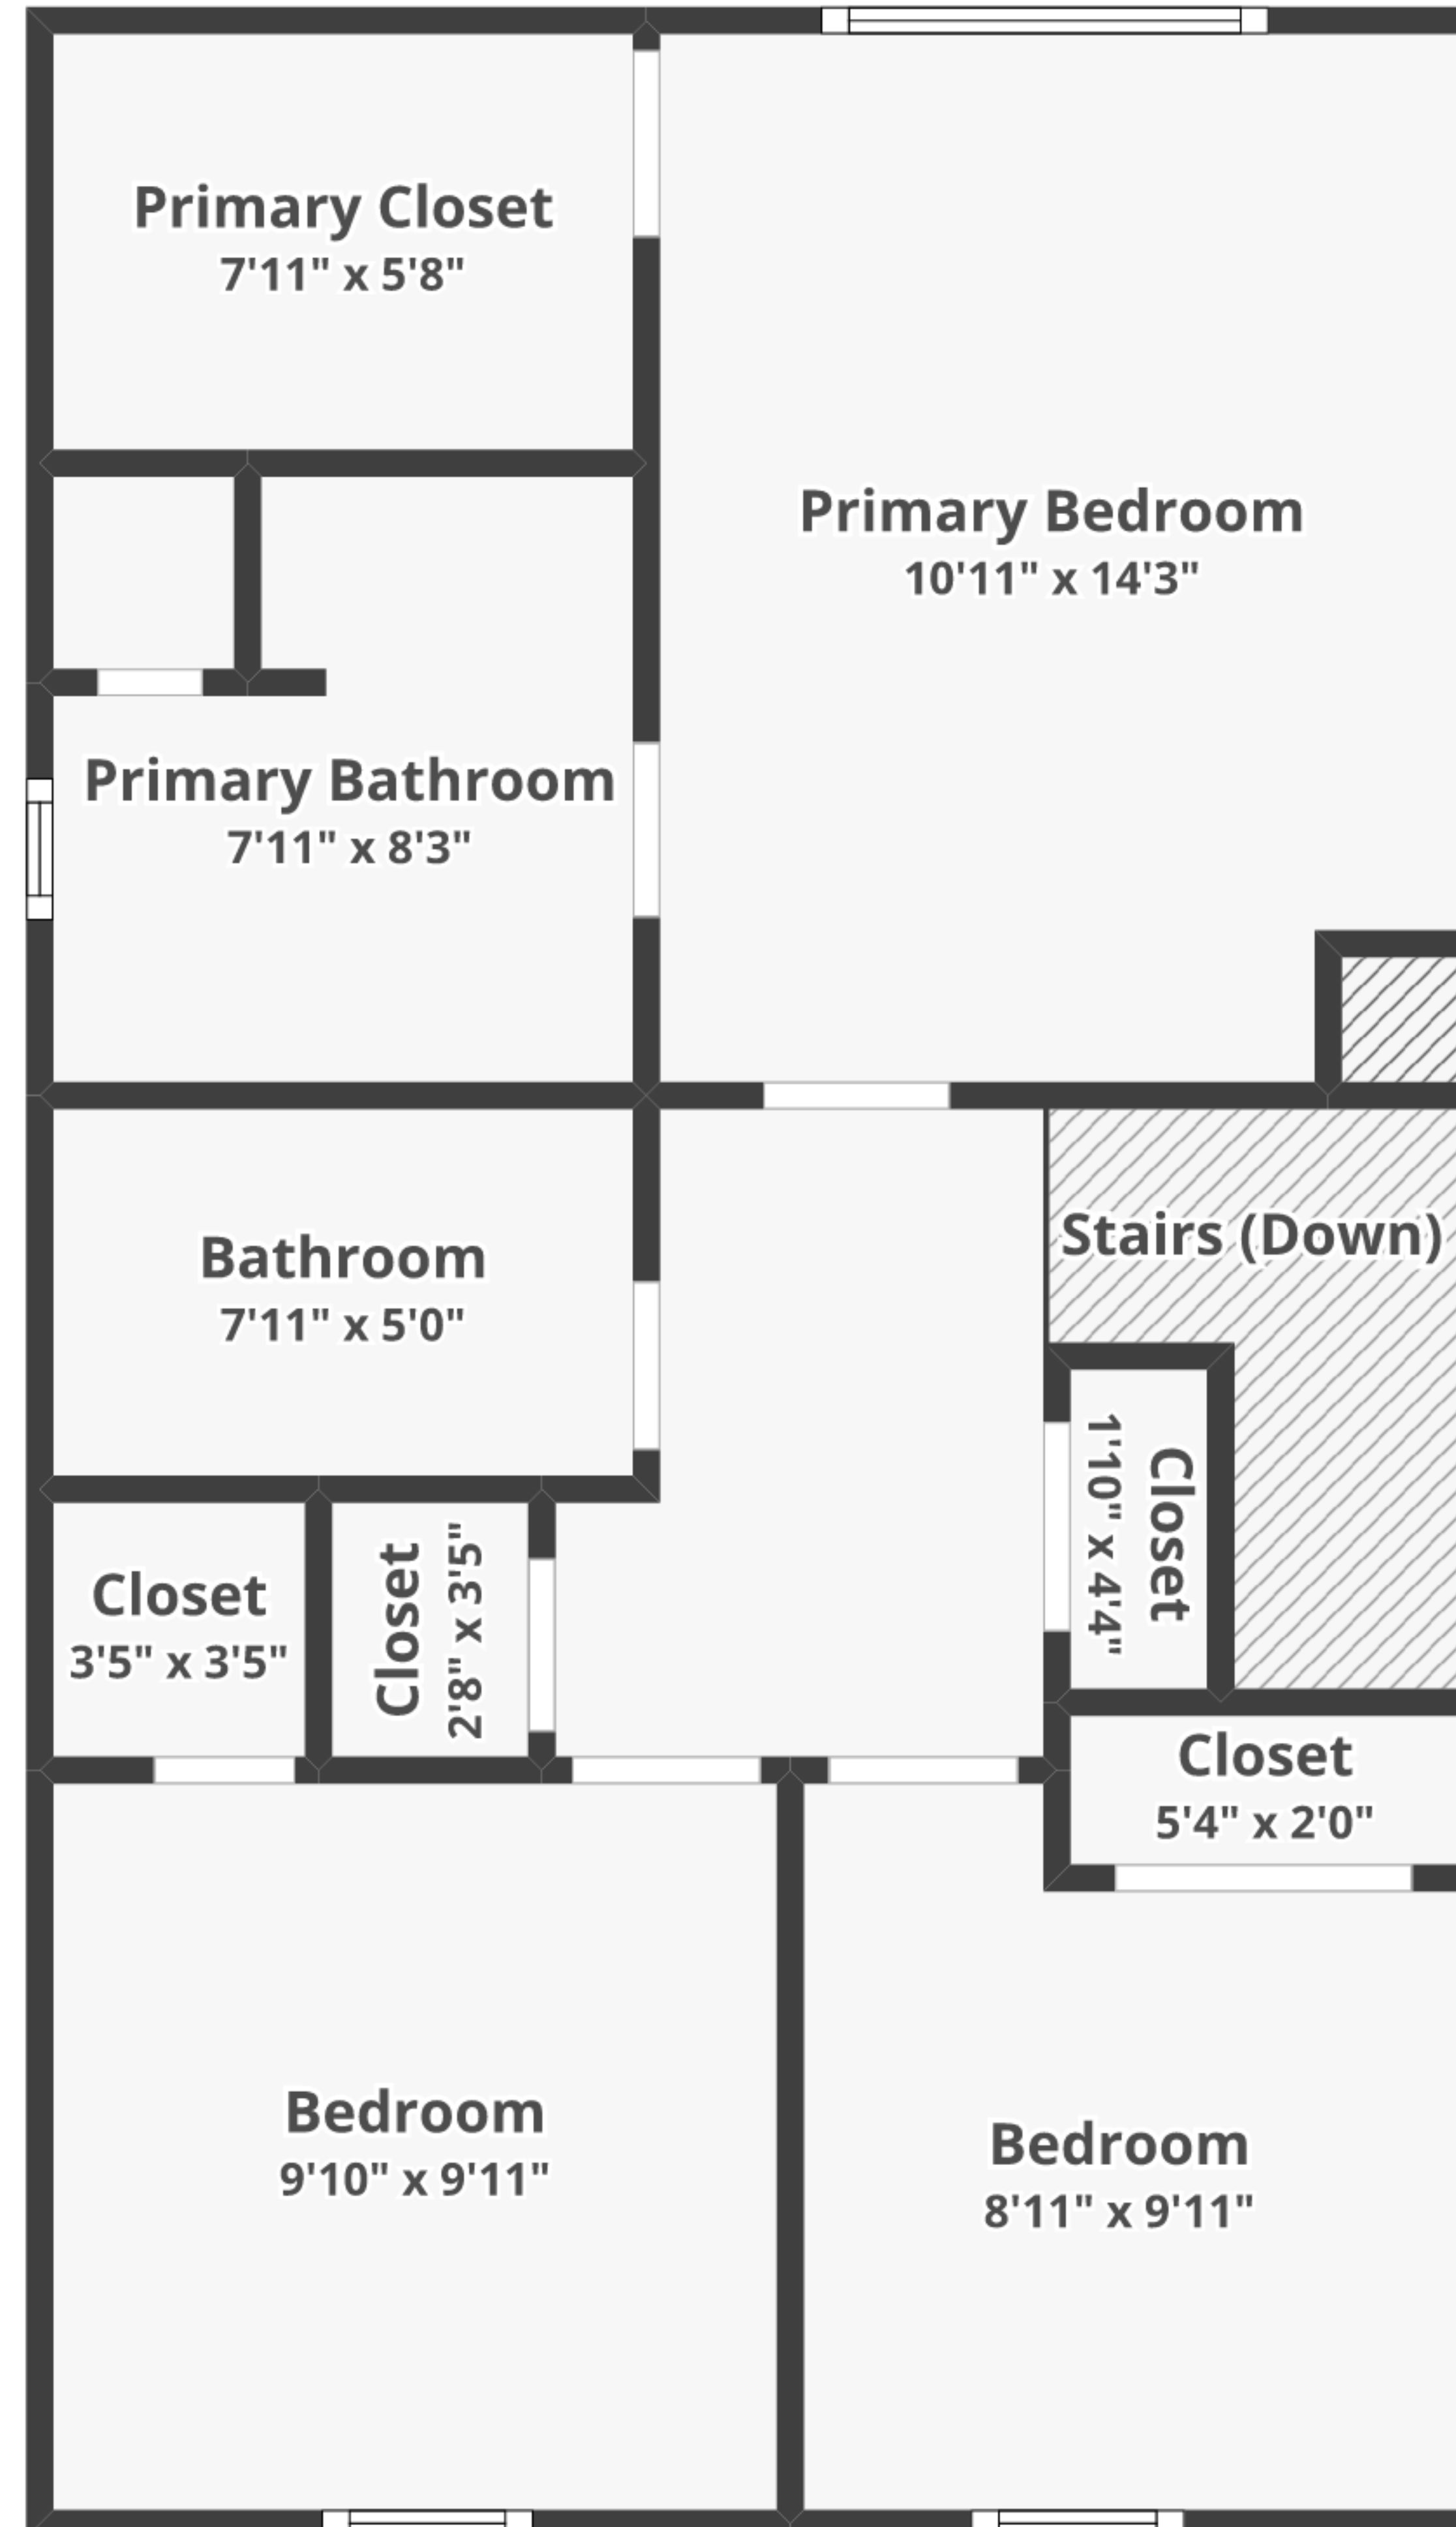 Primary Closet
7'11" x 5'8"
Primary Bedroom
10'11" x 14'3"
Primary Bathroom
7'11" x 8'3"
Stairs (Down)
Bathroom
7'11" x 5'0"
Closet
1'10" x 4'4"
Closet
3'5" x 3'5"
Closet
2'8" x 3'5"
Closet
5'4" x 2'0"
Bedroom
9'10" x 9'11"
Bedroom
8'11" x 9'11"